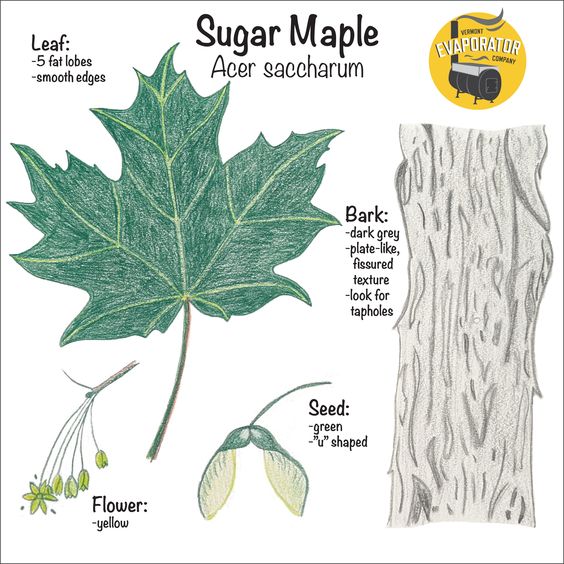 Sugar Maple
Acer saccharum
Leaf:
-5 fat lobes
-smooth edges
VERMONT
EVAPORATOR
COMPANY
Bark:
-dark grey
-plate-like,
fissured
texture
-look for
tapholes
Seed:
-green
-"u" shaped
Flower:
-yellow